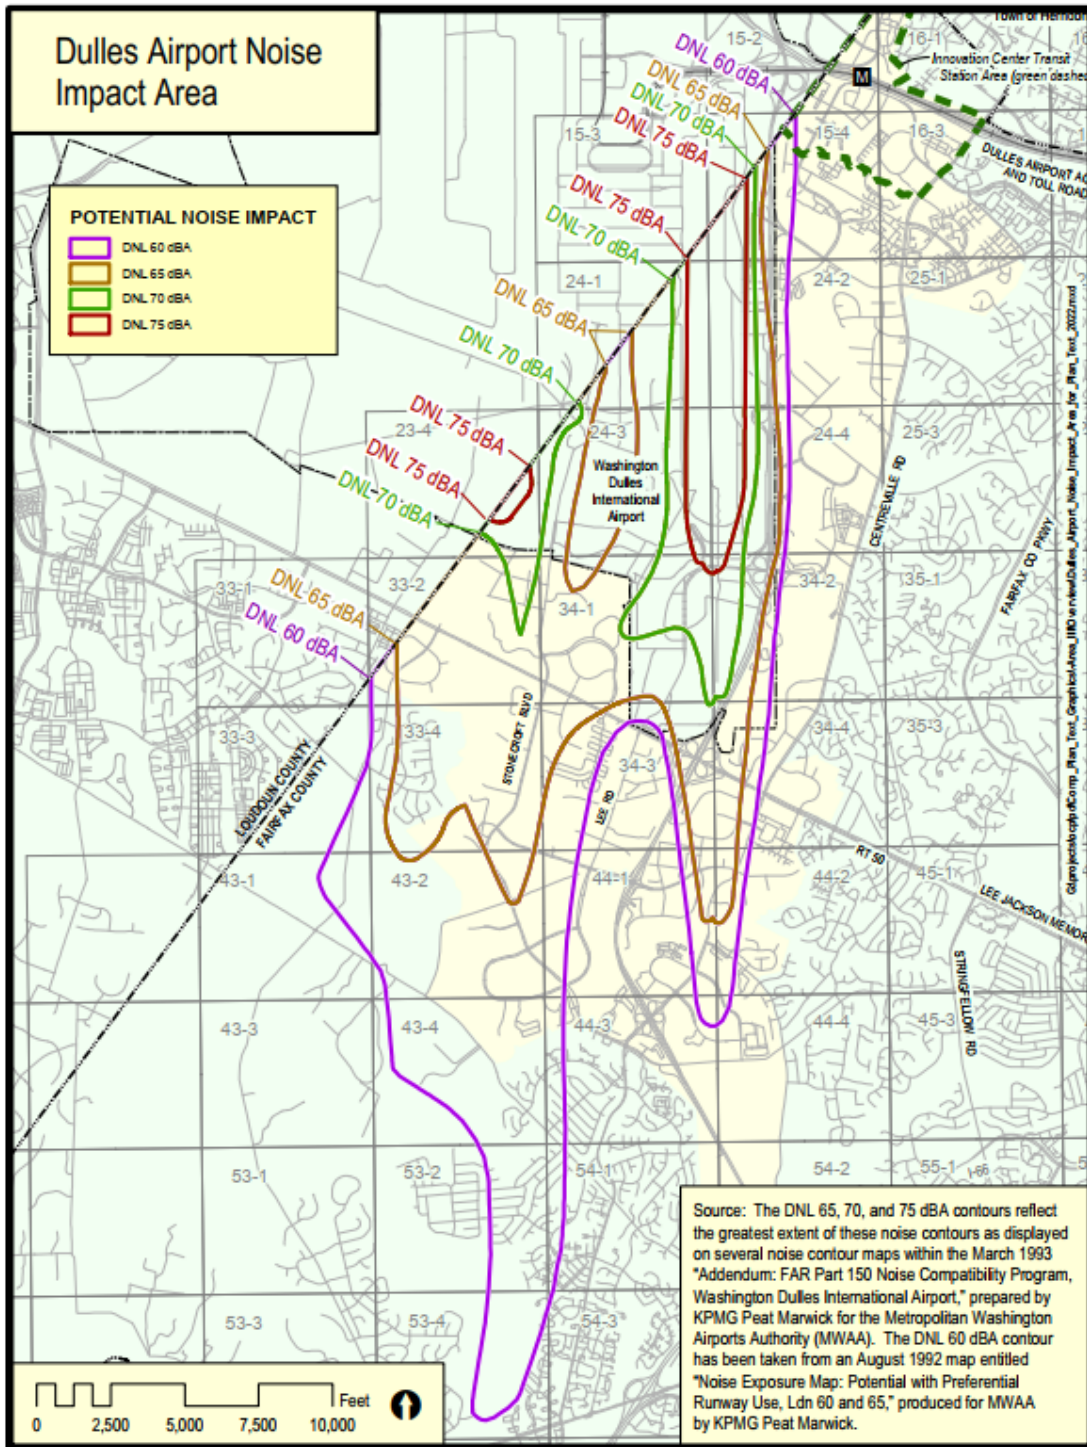 Dulles Airport Noise
Impact Area
POTENTIAL NOISE IMPACT
DNL 60 dBA
DNL 65 dBA
DNL 70 dBA
DNL 75 dBA
Town of Herndon
Innovation Center Transit
Station Area (green dashed
M
DULLES AIRPORT AC
AND TOLL ROAD
DNL 60 dBA
DNL 65 dBA
DNL 70 dBA
DNL 75 dBA
DNL 75 dBA
DNL 70 dBA
DNL 65 dBA
DNL 70 dBA
DNL 75 dBA
DNL 75 dBA
DNL 70 dBA
DNL 65 dBA
DNL 60 dBA
15-2
16-1
15-3
15-4
16-3
24-1
24-2
25-1
23-4
24-3
24-4
25-3
Washington
Dulles
International
Airport
CENTREVILLE RD
FAIRFAX CO PKWY
33-1
33-2
34-1
34-2
35-1
33-3
33-4
STONECROFT BLVD
34-3
34-4
35-3
LEE RD
LOUDOUN COUNTY
FAIRFAX COUNTY
RT 50
LEE JACKSON MEMOR
43-1
43-2
44-1
44-2
45-1
STRINGFELLOW RD
43-3
43-4
44-3
44-4
45-3
53-1
53-2
54-1
54-2
55-1
I-66
53-3
53-4
54-3
Source: The DNL 65, 70, and 75 dBA contours reflect
the greatest extent of these noise contours as displayed
on several noise contour maps within the March 1993
"Addendum: FAR Part 150 Noise Compatibility Program,
Washington Dulles International Airport," prepared by
KPMG Peat Marwick for the Metropolitan Washington
Airports Authority (MWAA). The DNL 60 dBA contour
has been taken from an August 1992 map entitled
"Noise Exposure Map: Potential with Preferential
Runway Use, Ldn 60 and 65," produced for MWAA
by KPMG Peat Marwick.
Feet
0 2,500 5,000 7,500 10,000